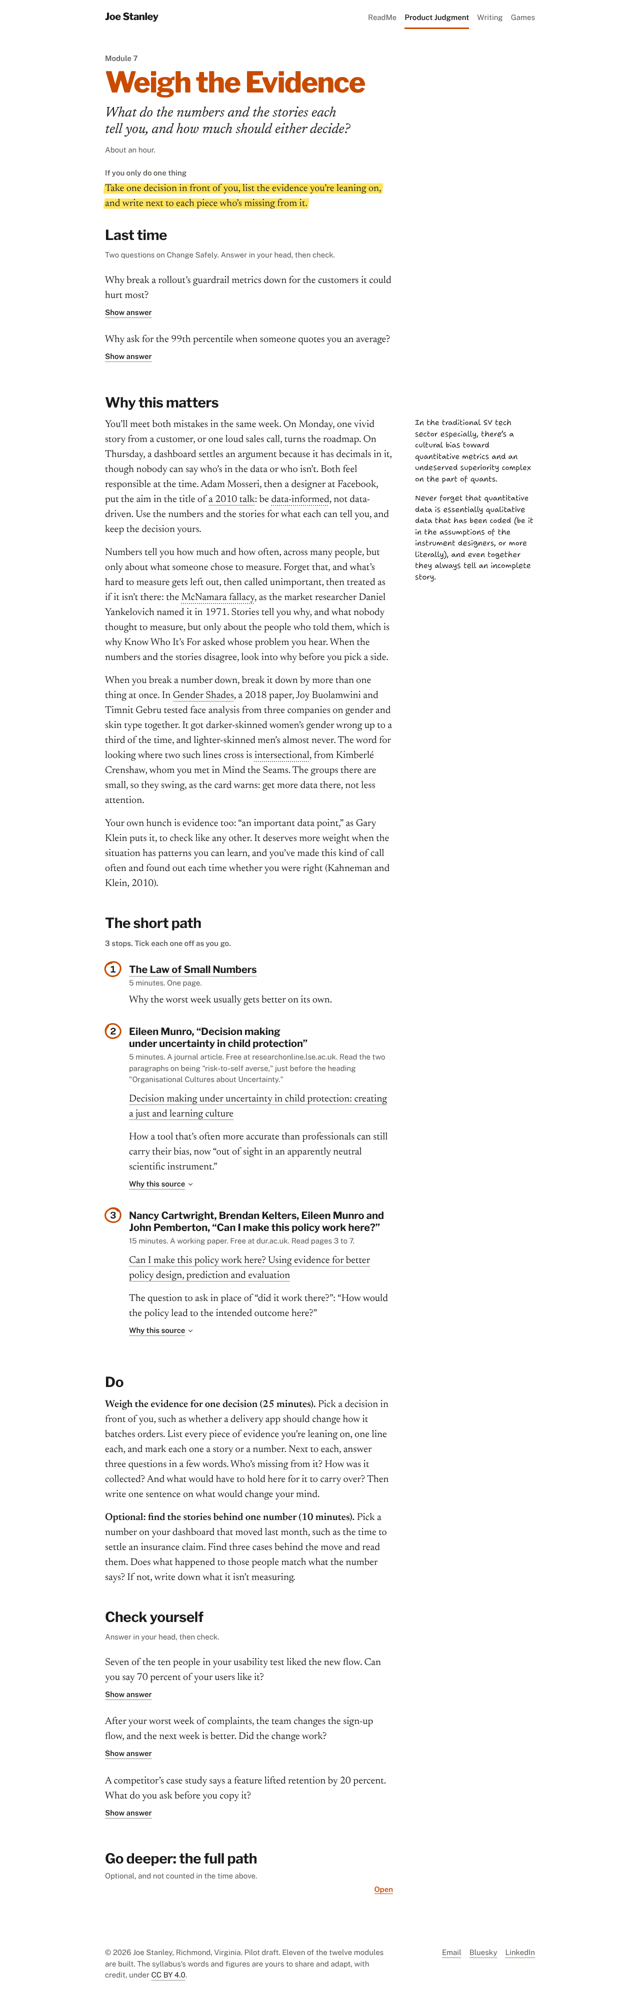 Joe Stanley
ReadMe Product Judgment Writing Games
Module 7
Weigh the Evidence
What do the numbers and the stories each
tell you, and how much should either decide?
About an hour.
If you only do one thing
Take one decision in front of you, list the evidence you're leaning on,
and write next to each piece who's missing from it.
Last time
Two questions on Change Safely. Answer in your head, then check.
Why break a rollout's guardrail metrics down for the customers it could
hurt most?
Show answer
Why ask for the 99th percentile when someone quotes you an average?
Show answer
Why this matters
You'll meet both mistakes in the same week. On Monday, one vivid
story from a customer, or one loud sales call, turns the roadmap. On
Thursday, a dashboard settles an argument because it has decimals in it,
though nobody can say who's in the data or who isn't. Both feel
responsible at the time. Adam Mosseri, then a designer at Facebook,
put the aim in the title of a 2010 talk: be data-informed, not data-
driven. Use the numbers and the stories for what each can tell you, and
keep the decision yours.
In the traditional SV tech
sector especially, there's a
cultural bias toward
quantitative metrics and an
undeserved superiority complex
on the part of quants.
Never forget that quantitative
data is essentially qualitative
data that has been coded (be it
in the assumptions of the
instrument designers, or more
literally), and even together
they always tell an incomplete
story.
Numbers tell you how much and how often, across many people, but
only about what someone chose to measure. Forget that, and what's
hard to measure gets left out, then called unimportant, then treated as
if it isn't there: the McNamara fallacy, as the market researcher Daniel
Yankelovich named it in 1971. Stories tell you why, and what nobody
thought to measure, but only about the people who told them, which is
why Know Who It's For asked whose problem you hear. When the
numbers and the stories disagree, look into why before you pick a side.
When you break a number down, break it down by more than one
thing at once. In Gender Shades, a 2018 paper, Joy Buolamwini and
Timnit Gebru tested face analysis from three companies on gender and
skin type together. It got darker-skinned women's gender wrong up to a
third of the time, and lighter-skinned men's almost never. The word for
looking where two such lines cross is intersectional, from Kimberlé
Crenshaw, whom you met in Mind the Seams. The groups there are
small, so they swing, as the card warns: get more data there, not less
attention.
Your own hunch is evidence too: “an important data point,” as Gary
Klein puts it, to check like any other. It deserves more weight when the
situation has patterns you can learn, and you've made this kind of call
often and found out each time whether you were right (Kahneman and
Klein, 2010).
The short path
3 stops. Tick each one off as you go.
1 The Law of Small Numbers
5 minutes. One page.
Why the worst week usually gets better on its own.
2 Eileen Munro, “Decision making
under uncertainty in child protection”
5 minutes. A journal article. Free at researchonline.lse.ac.uk. Read the two
paragraphs on being "risk-to-self averse," just before the heading
"Organisational Cultures about Uncertainty."
Decision making under uncertainty in child protection: creating
a just and learning culture
How a tool that's often more accurate than professionals can still
carry their bias, now “out of sight in an apparently neutral
scientific instrument.”
Why this source
3 Nancy Cartwright, Brendan Kelters, Eileen Munro and
John Pemberton, “Can I make this policy work here?”
15 minutes. A working paper. Free at dur.ac.uk. Read pages 3 to 7.
Can I make this policy work here? Using evidence for better
policy design, prediction and evaluation
The question to ask in place of “did it work there?”: “How would
the policy lead to the intended outcome here?”
Why this source
Do
Weigh the evidence for one decision (25 minutes). Pick a decision in
front of you, such as whether a delivery app should change how it
batches orders. List every piece of evidence you're leaning on, one line
each, and mark each one a story or a number. Next to each, answer
three questions in a few words. Who's missing from it? How was it
collected? And what would have to hold here for it to carry over? Then
write one sentence on what would change your mind.
Optional: find the stories behind one number (10 minutes). Pick a
number on your dashboard that moved last month, such as the time to
settle an insurance claim. Find three cases behind the move and read
them. Does what happened to those people match what the number
says? If not, write down what it isn't measuring.
Check yourself
Answer in your head, then check.
Seven of the ten people in your usability test liked the new flow. Can
you say 70 percent of your users like it?
Show answer
After your worst week of complaints, the team changes the sign-up
flow, and the next week is better. Did the change work?
Show answer
A competitor's case study says a feature lifted retention by 20 percent.
What do you ask before you copy it?
Show answer
Go deeper: the full path
Optional, and not counted in the time above.
Open
© 2026 Joe Stanley, Richmond, Virginia. Pilot draft. Eleven of the twelve modules
are built. The syllabus's words and figures are yours to share and adapt, with
credit, under CC BY 4.0.
Email Bluesky LinkedIn